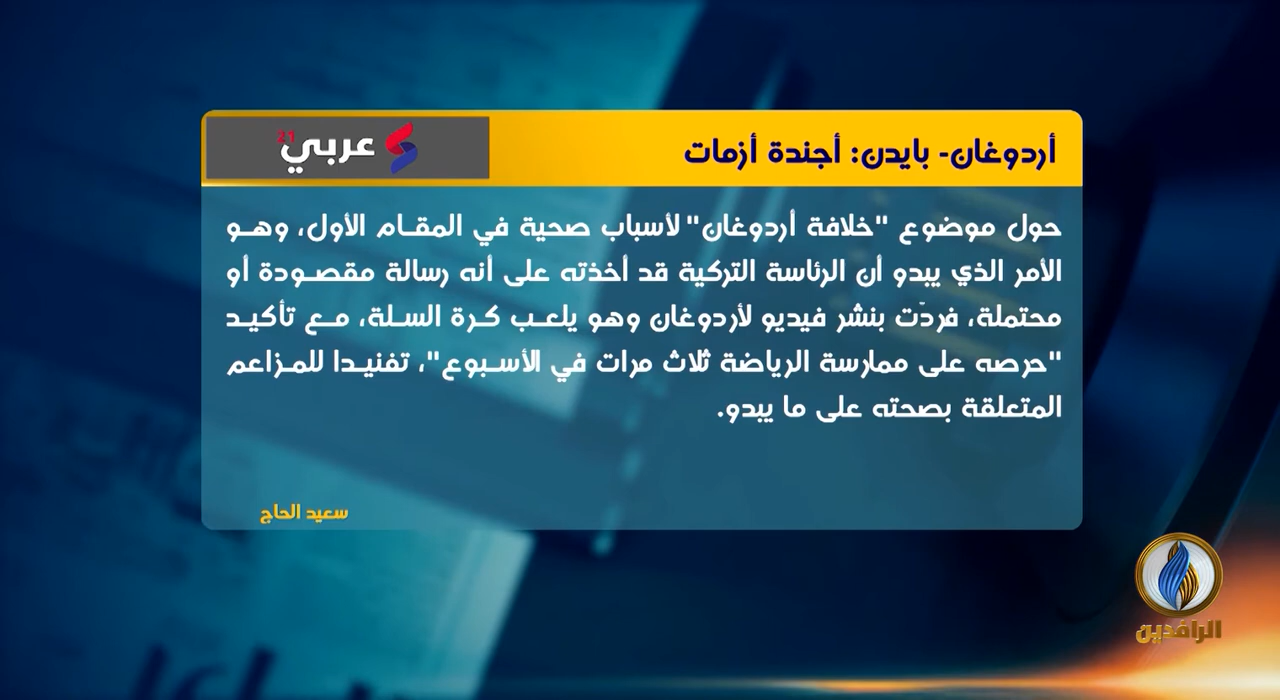 أردوغان- بايدن: أجندة أزمات
عربي 21
حول موضوع "خلافة أردوغان" لأسباب صحية في المقام الأول، وهو
الأمر الذي يبدو أن الرئاسة التركية قد أخذته على أنه رسالة مقصودة أو
محتملة، فردّت بنشر فيديو لأردوغان وهو يلعب كرة السلة، مع تأكيد
"حرصه على ممارسة الرياضة ثلاث مرات في الأسبوع"، تفنيدا للمزاعم
المتعلقة بصحته على ما يبدو.
سعيد الحاج
الرافدين